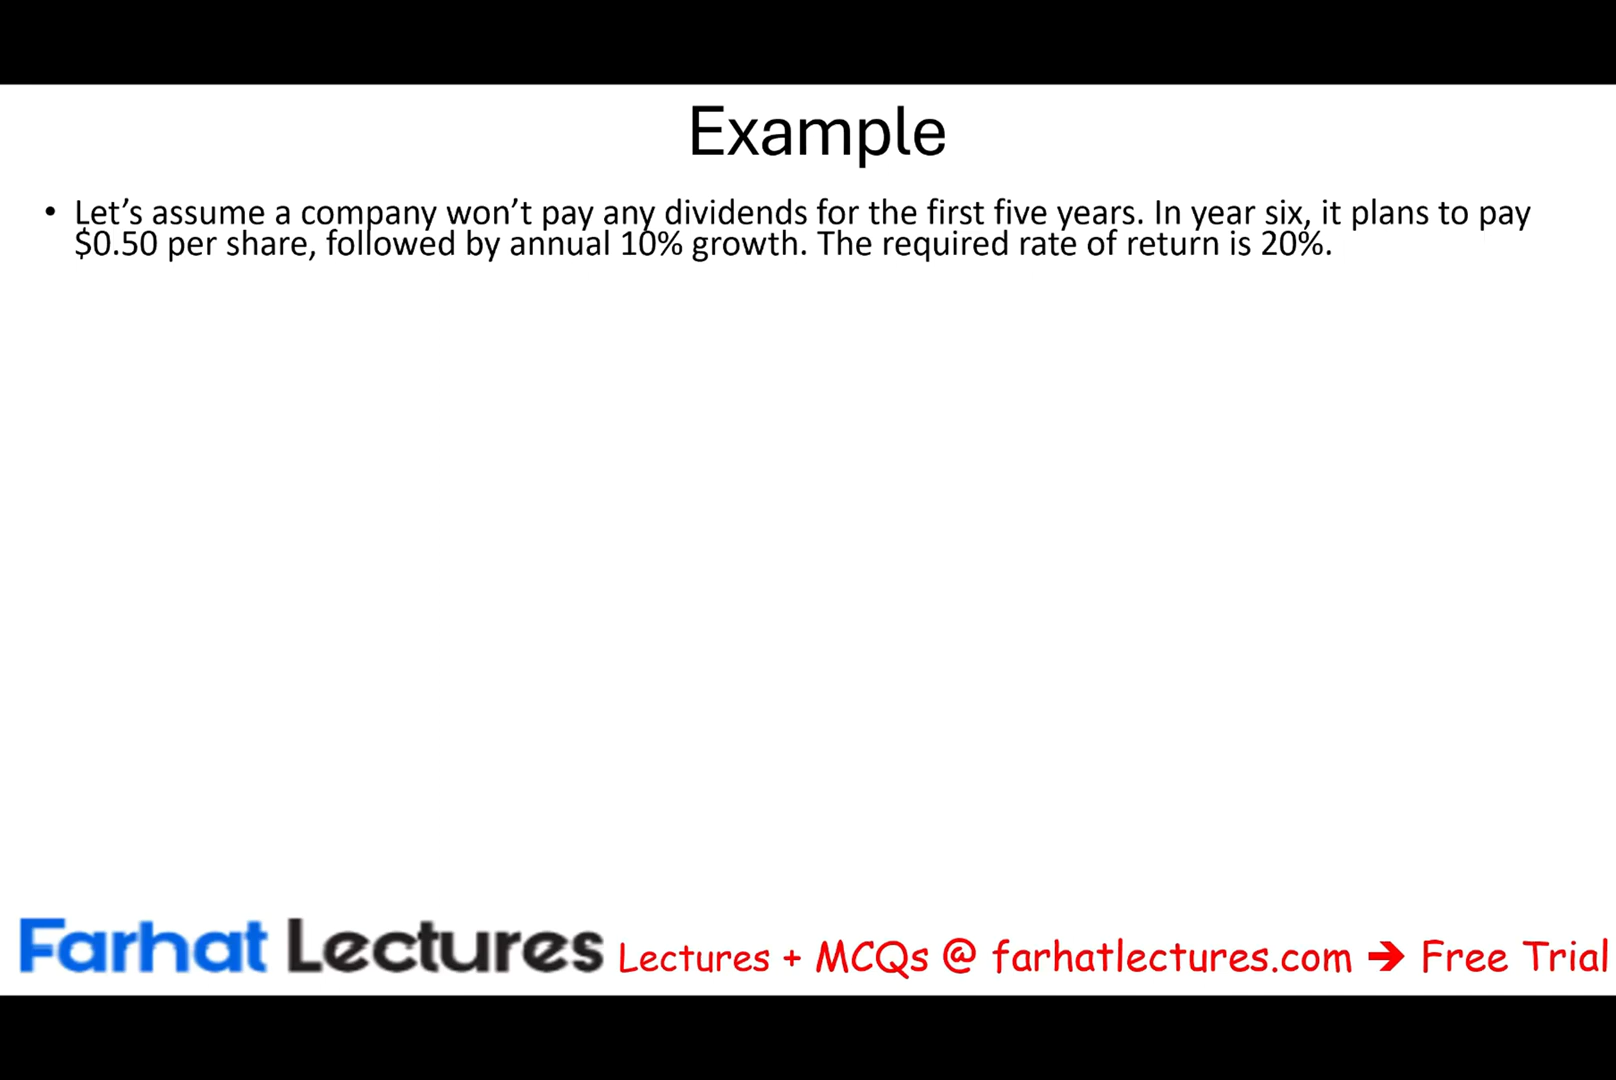 Example
• Let’s assume a company won’t pay any dividends for the first five years. In year six, it plans to pay
$0.50 per share, followed by annual 10% growth. The required rate of return is 20%.
Farhat Lectures Lectures + MCQs @ farhatlectures.com ➔ Free Trial